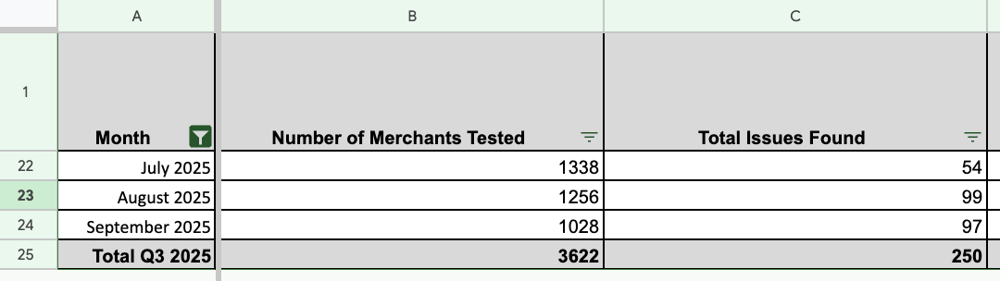 A B C
1 Month Number of Merchants Tested Total Issues Found
22 July 2025 1338 54
23 August 2025 1256 99
24 September 2025 1028 97
25 Total Q3 2025 3622 250